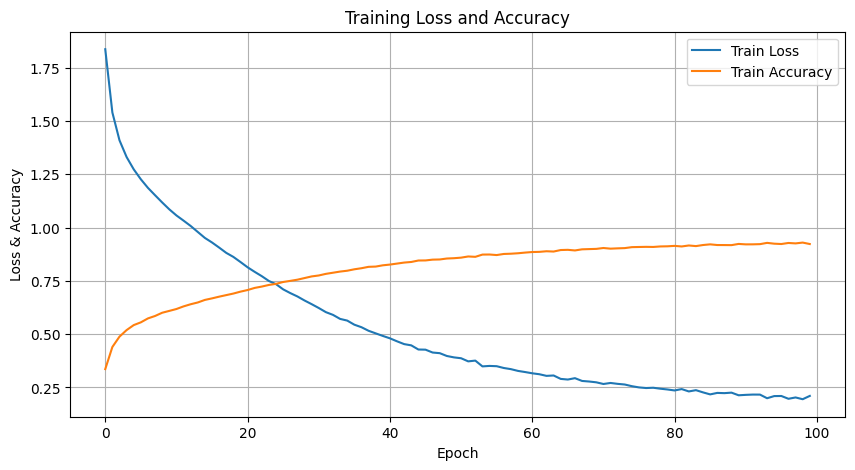 Training Loss and Accuracy
Train Loss
Train Accuracy
Loss & Accuracy
1.75
1.50
1.25
1.00
0.75
0.50
0.25
0 20 40 60 80 100
Epoch